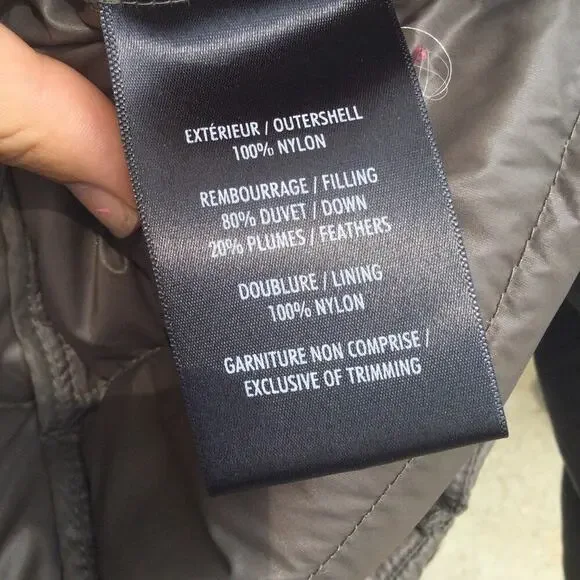 EXTÉRIEUR / OUTERSHELL
100% NYLON
REMBOURRAGE / FILLING
80% DUVET / DOWN
20% PLUMES / FEATHERS
DOUBLURE / LINING
100% NYLON
GARNITURE NON COMPRISE /
EXCLUSIVE OF TRIMMING